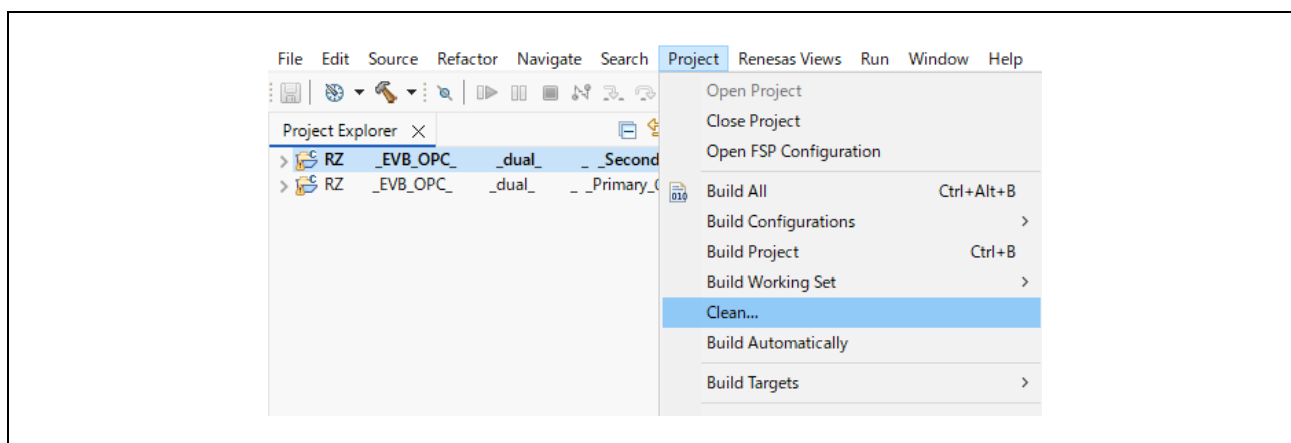 File Edit Source Refactor Navigate Search Project Renesas Views Run Window Help
Open Project
Project Explorer
Close Project
Open FSP Configuration
RZ _EVB_OPC_ _dual_ _ _Second
RZ _EVB_OPC_ _dual_ _ _Primary_
Build All Ctrl+Alt+B
Build Configurations >
Build Project Ctrl+B
Build Working Set >
Clean...
Build Automatically
Build Targets >